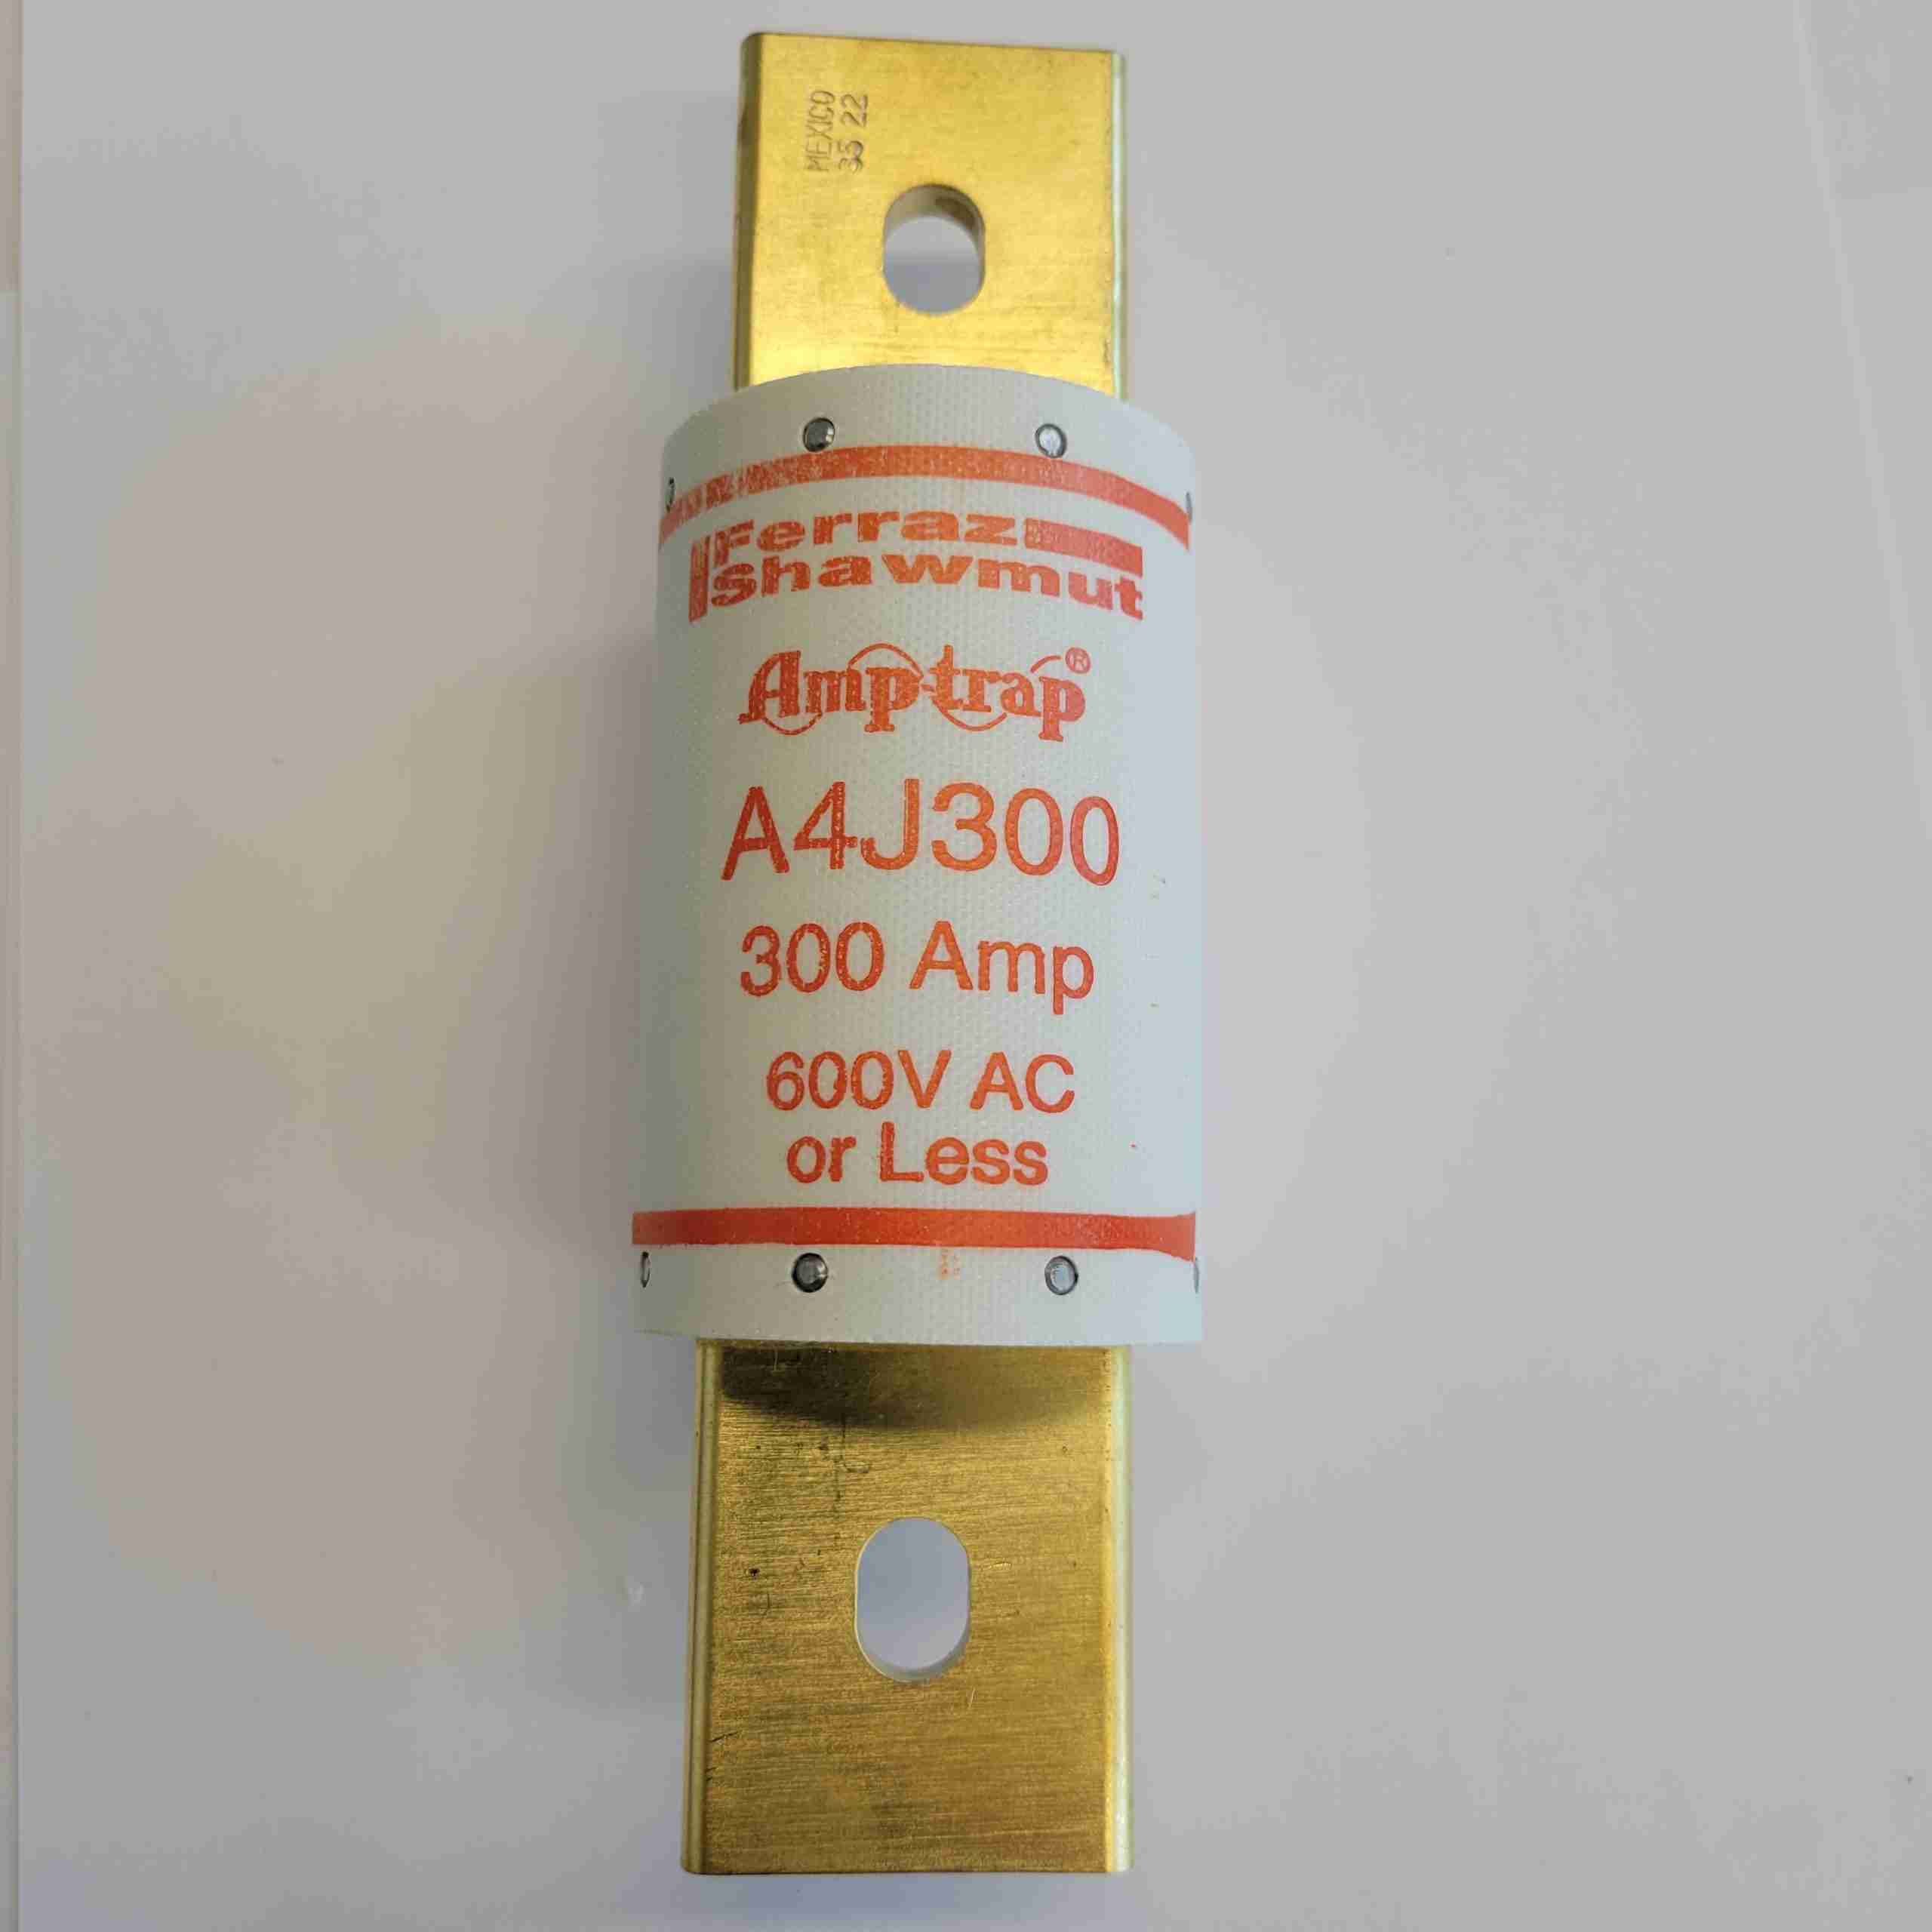 MEXICO
35 22
Ferraz
Shawmut
Amp-trap®
A4J300
300 Amp
600V AC
or Less